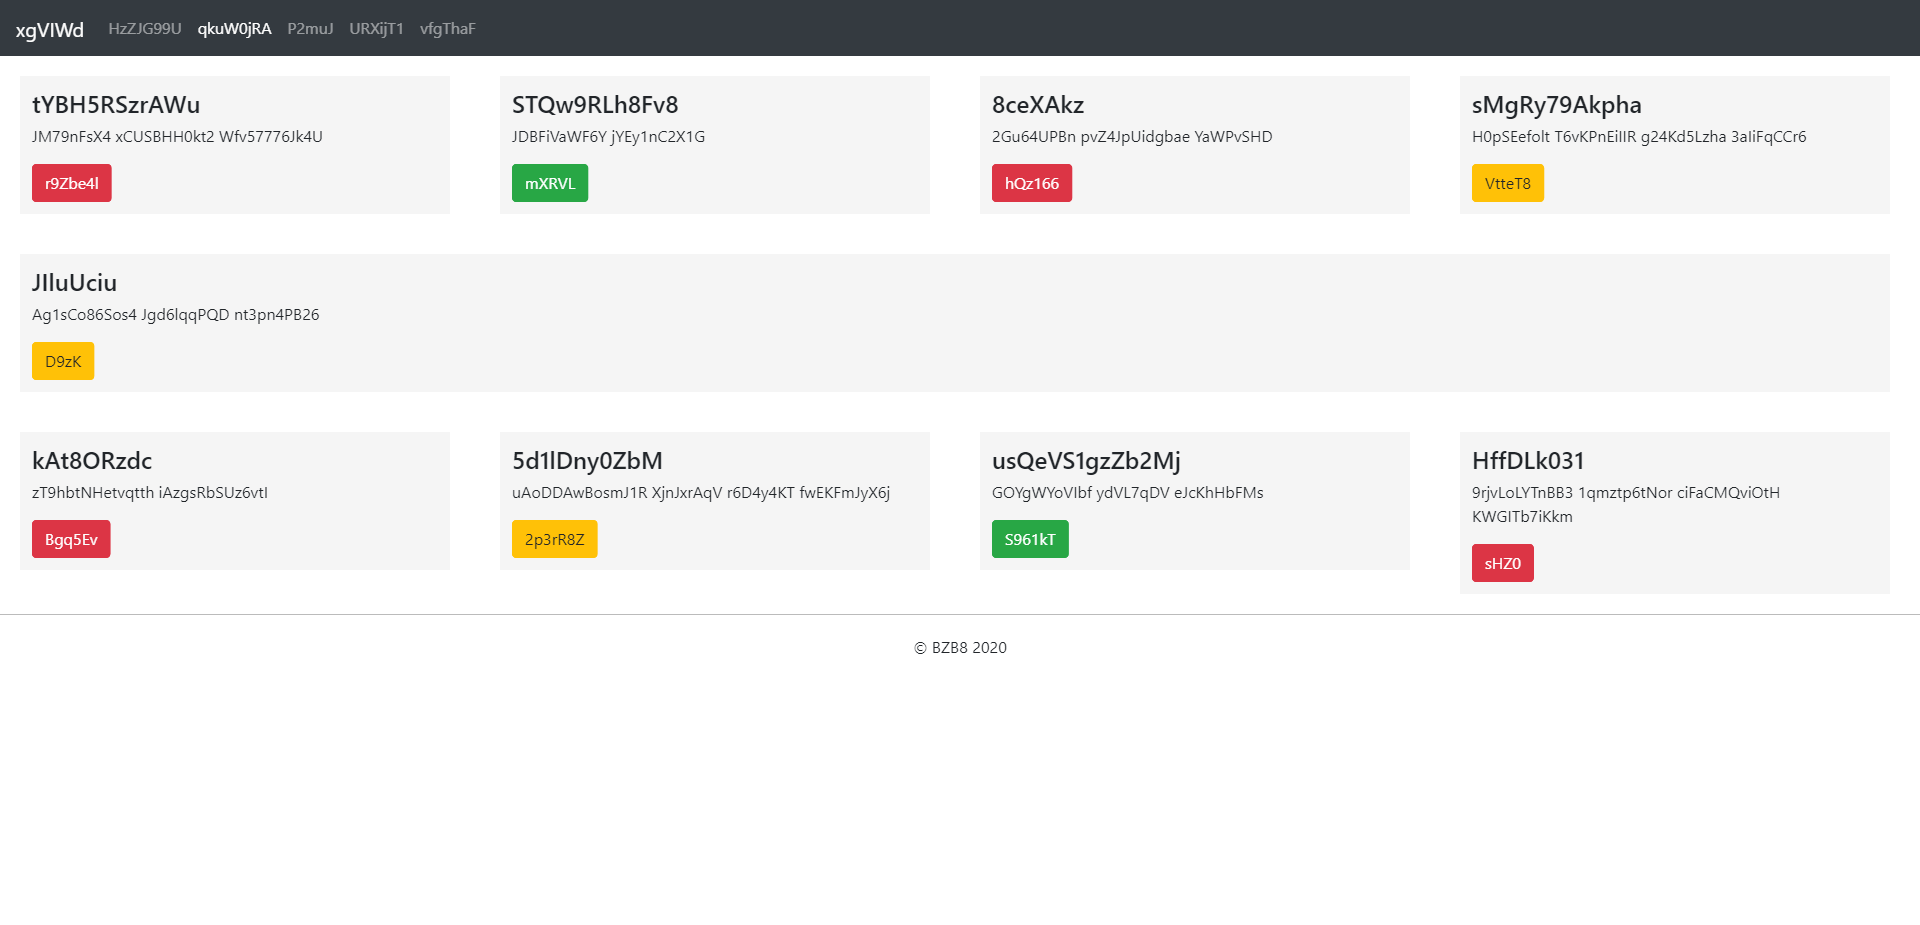 xgVIWd HzZJG99U qkuW0jRA P2muJ URXijT1 vfgThaF
tYBH5RSzrAWu
JM79nFsX4 xCUSBHH0kt2 Wfv57776Jk4U
r9Zbe4l
STQw9RLh8Fv8
JDBFiVaWF6Y jYEy1nC2X1G
mXRVL
8ceXAkz
2Gu64UPBn pvZ4JpUidgbae YaWPvSHD
hQz166
sMgRy79Akpha
H0pSEefolt T6vKPnEiIIR g24Kd5Lzha 3aIiFqCCr6
VtteT8
JIluUciu
Ag1sCo86Sos4 Jgd6lqqPQD nt3pn4PB26
D9zK
kAt8ORzdc
zT9hbtNHetvqtth iAzgsRbSUz6vtI
Bgq5Ev
5d1lDny0ZbM
uAoDDAwBosmJ1R XjnJxrAqV r6D4y4KT fwEKFmJyX6j
2p3rR8Z
usQeVS1gzZb2Mj
GOYgWYoVIbf ydVL7qDV eJcKhHbFMs
S961kT
HffDLk031
9rjvLoLYTnBB3 1qmztp6tNor ciFaCMQviOtH
KWGITb7iKkm
sHZ0
© BZB8 2020